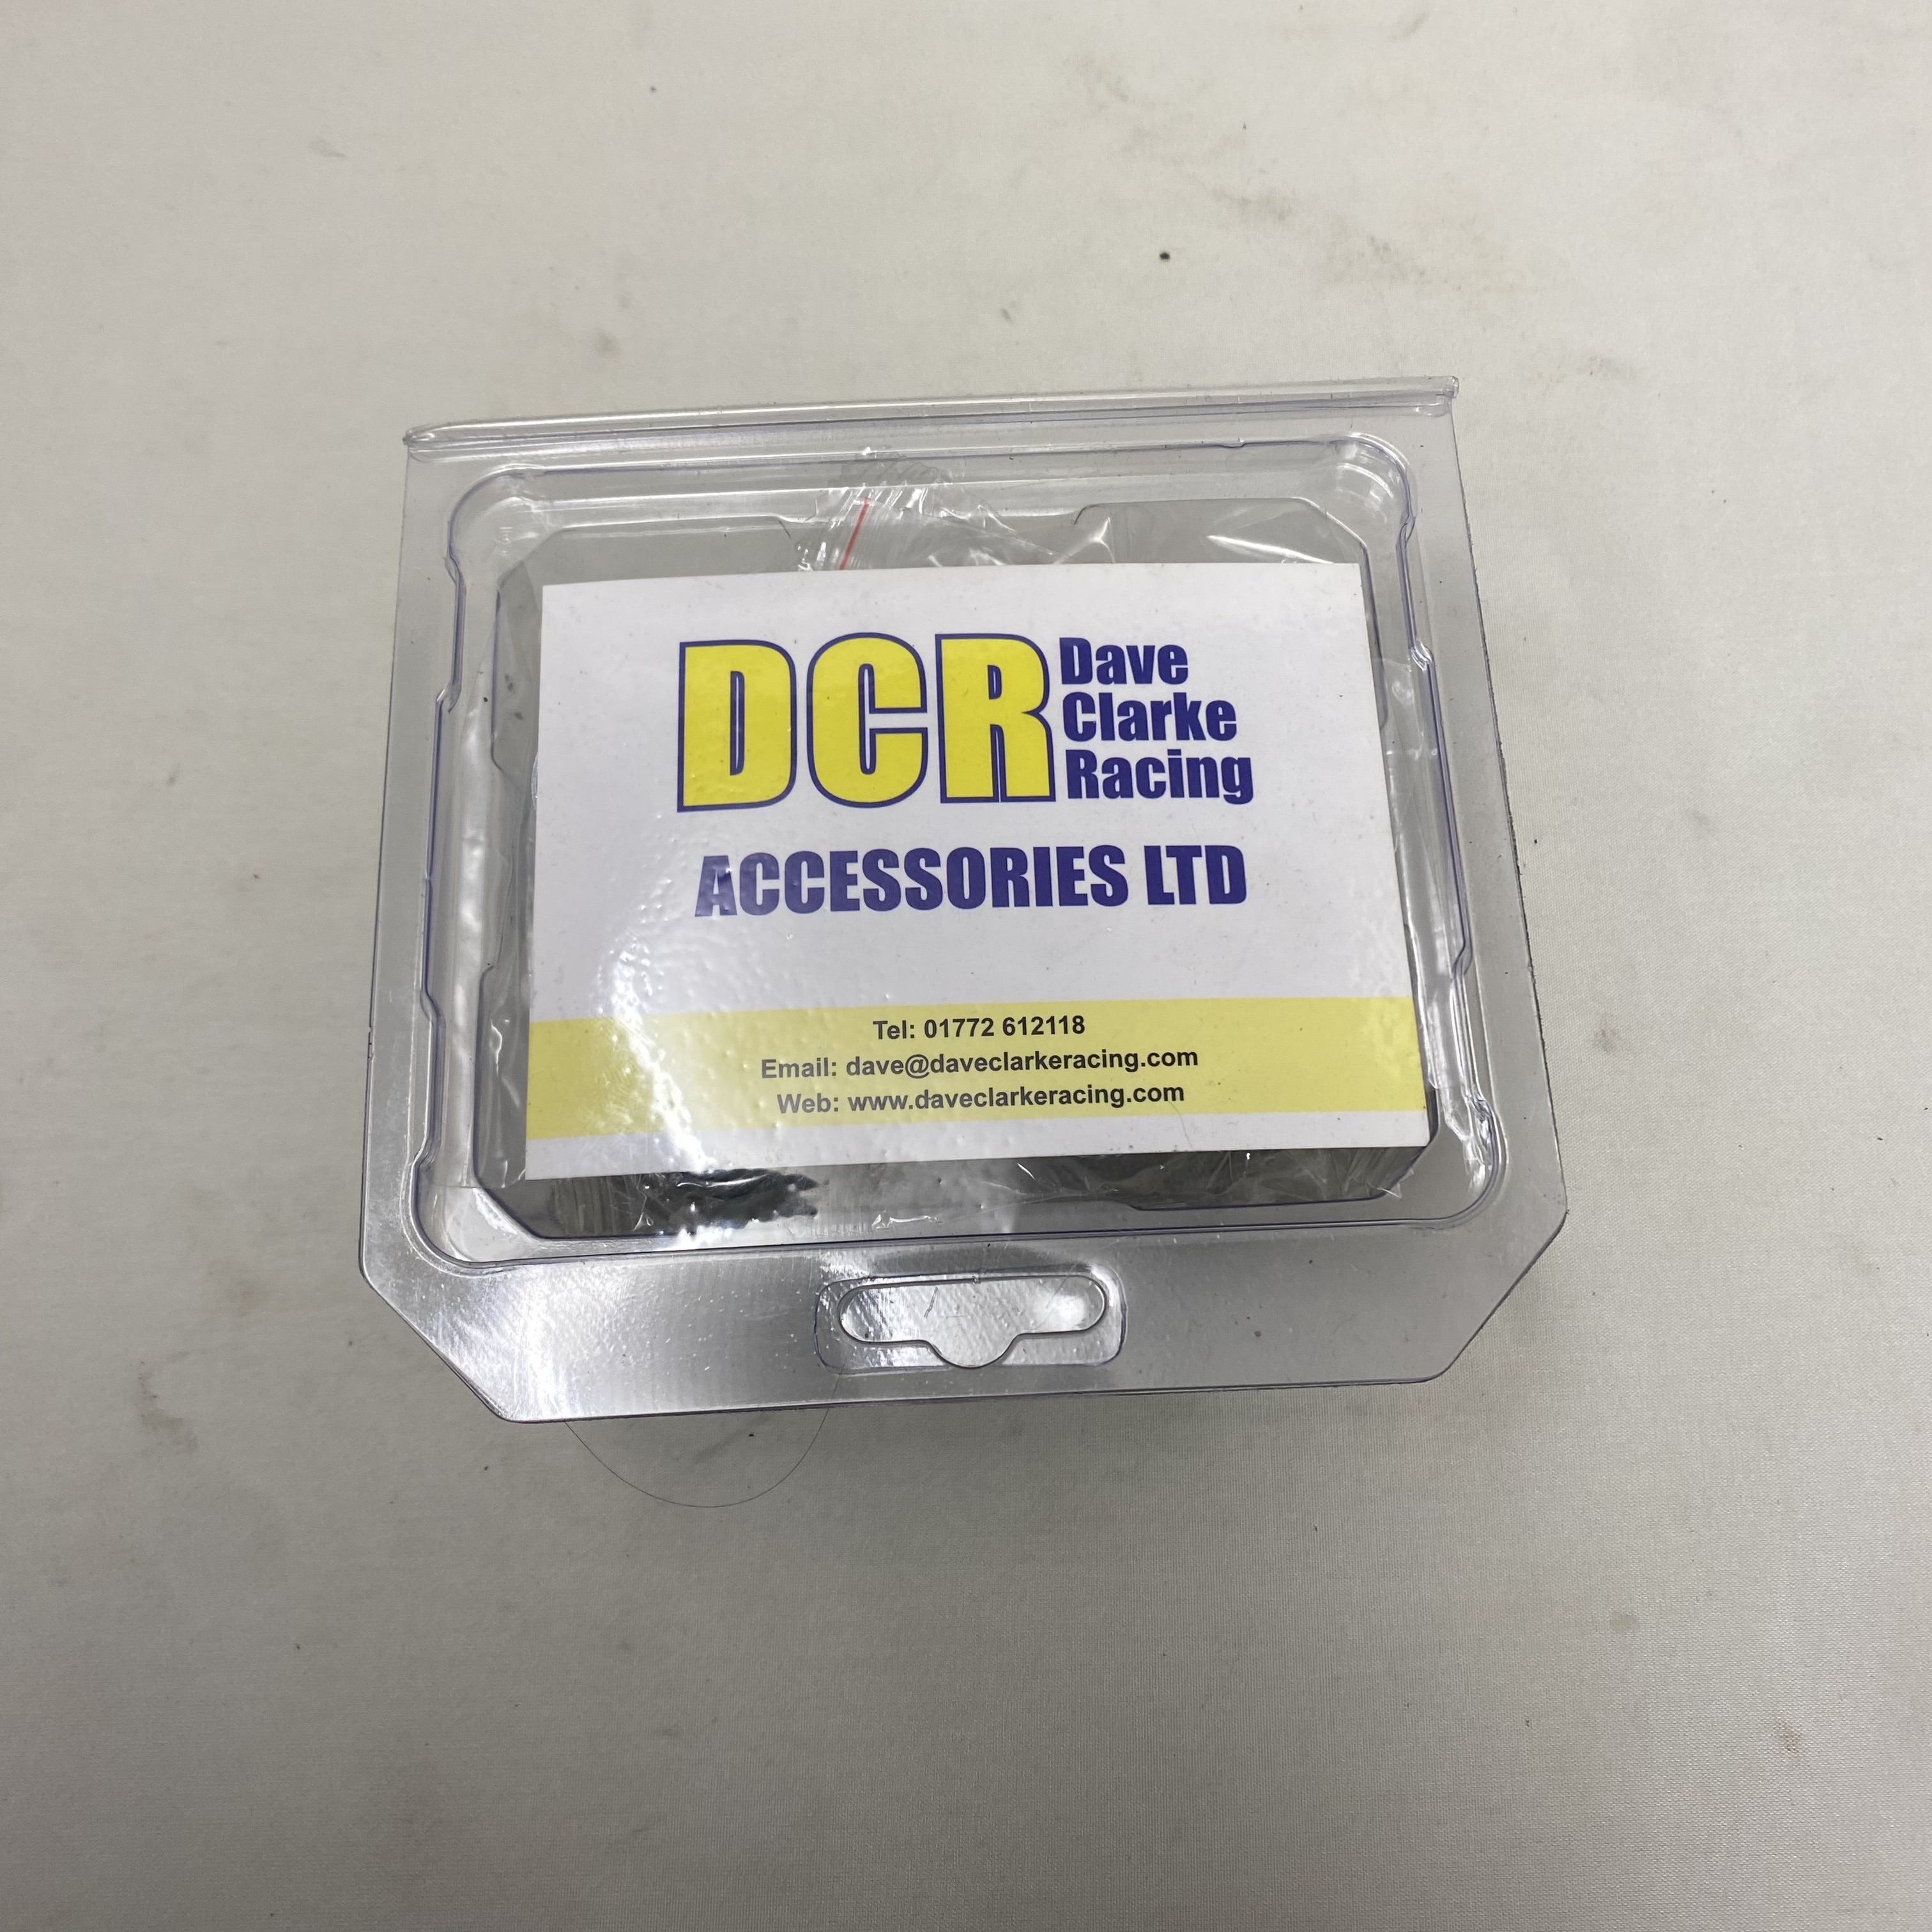 DCR
Dave
Clarke
Racing
ACCESSORIES LTD
Tel: 01772 612118
Email: dave@daveclarkeracing.com
Web: www.daveclarkeracing.com